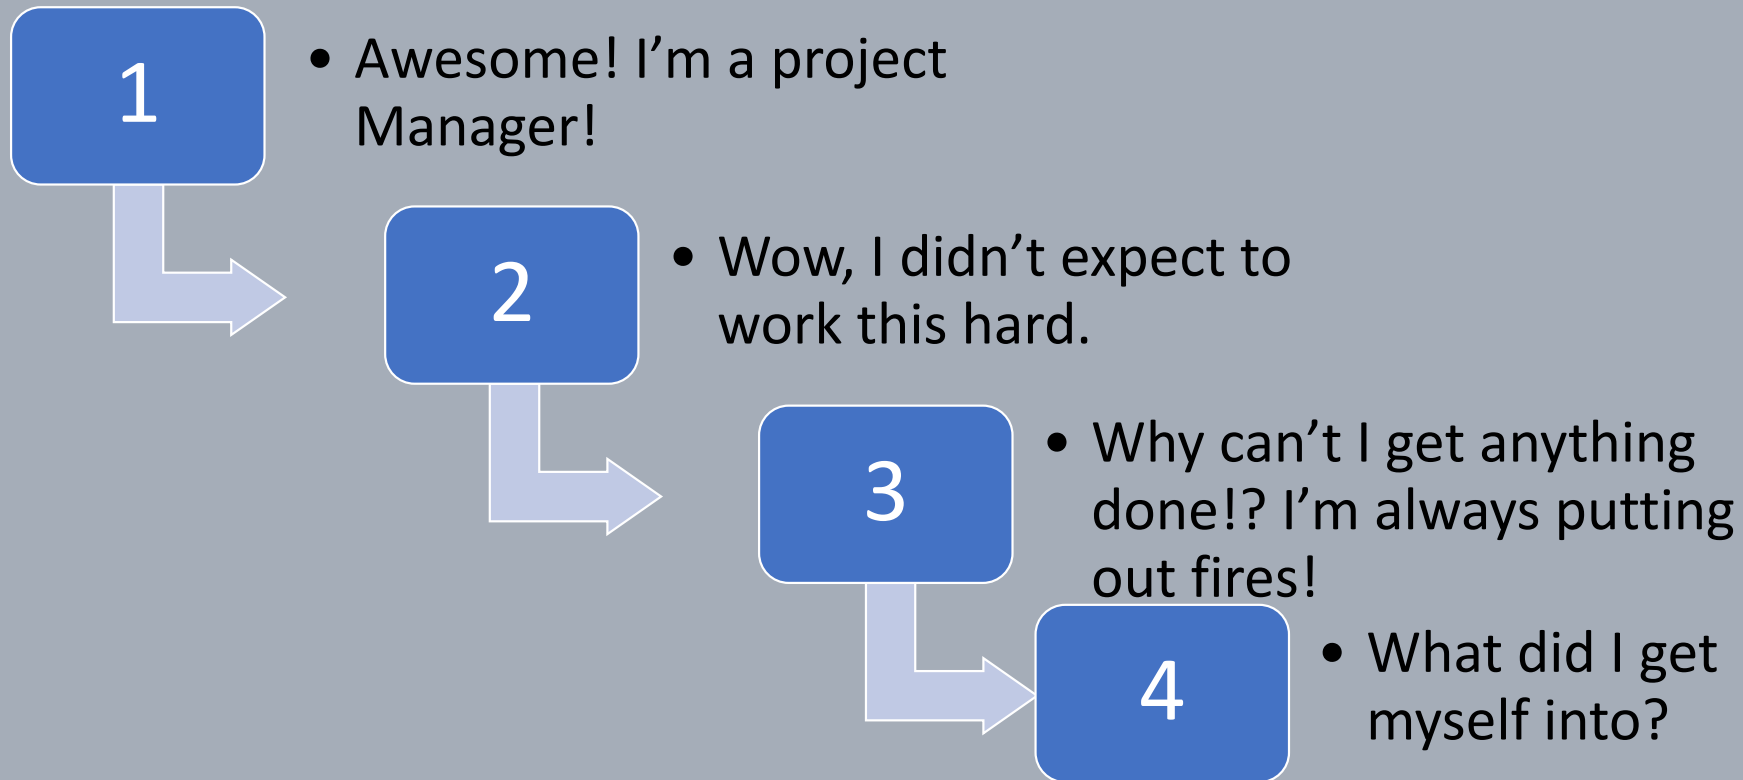 1
• Awesome! I’m a project
Manager!
2
• Wow, I didn’t expect to
work this hard.
3
• Why can’t I get anything
done!? I’m always putting
out fires!
4
• What did I get
myself into?